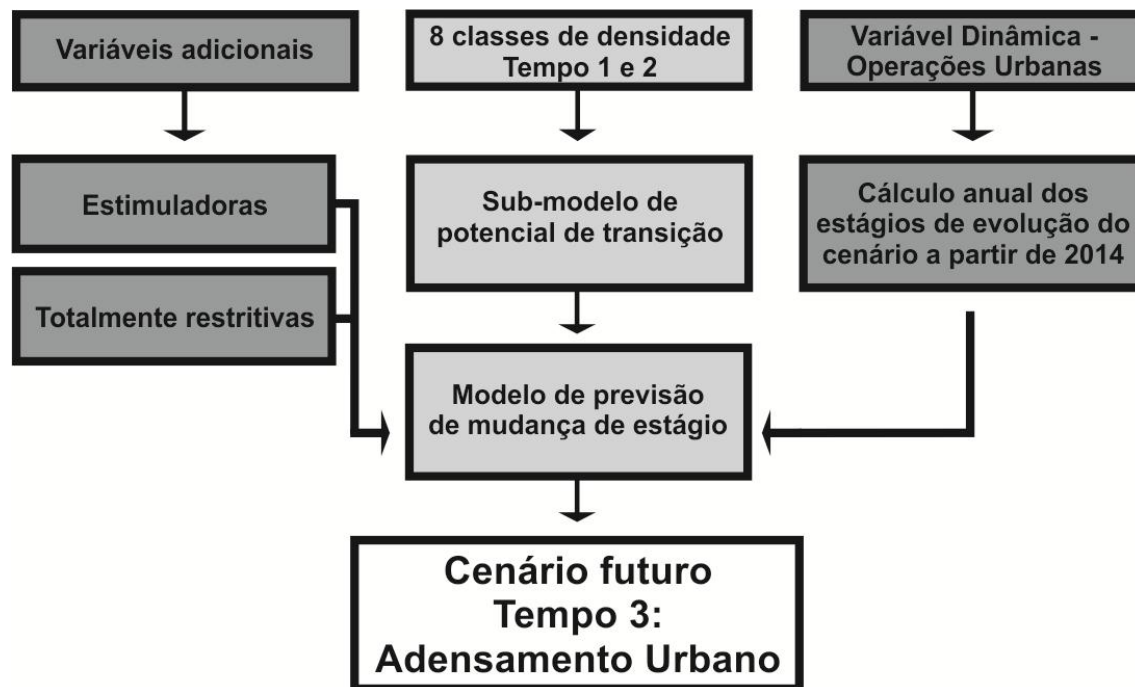 Variáveis adicionais
8 classes de densidade
Tempo 1 e 2
Variável Dinâmica -
Operações Urbanas
Estimuladoras
Totalmente restritivas
Sub-modelo de
potencial de transição
Cálculo anual dos
estágios de evolução do
cenário a partir de 2014
Modelo de previsão
de mudança de estágio
Cenário futuro
Tempo 3:
Adensamento Urbano